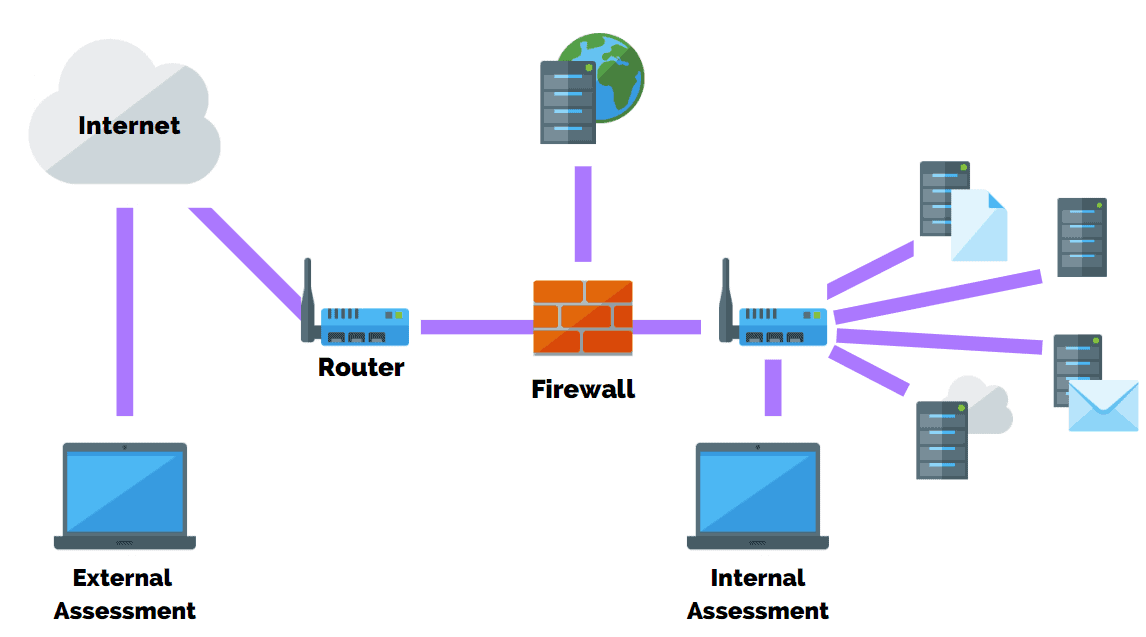 Internet
Router
Firewall
External
Assessment
Internal
Assessment